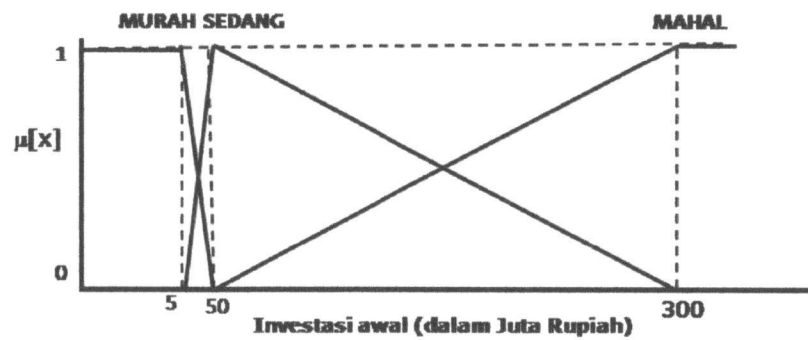 MURAH SEDANG MAHAL
1
μ[x]
0
5 50 300
Investasi awal (dalam Juta Rupiah)